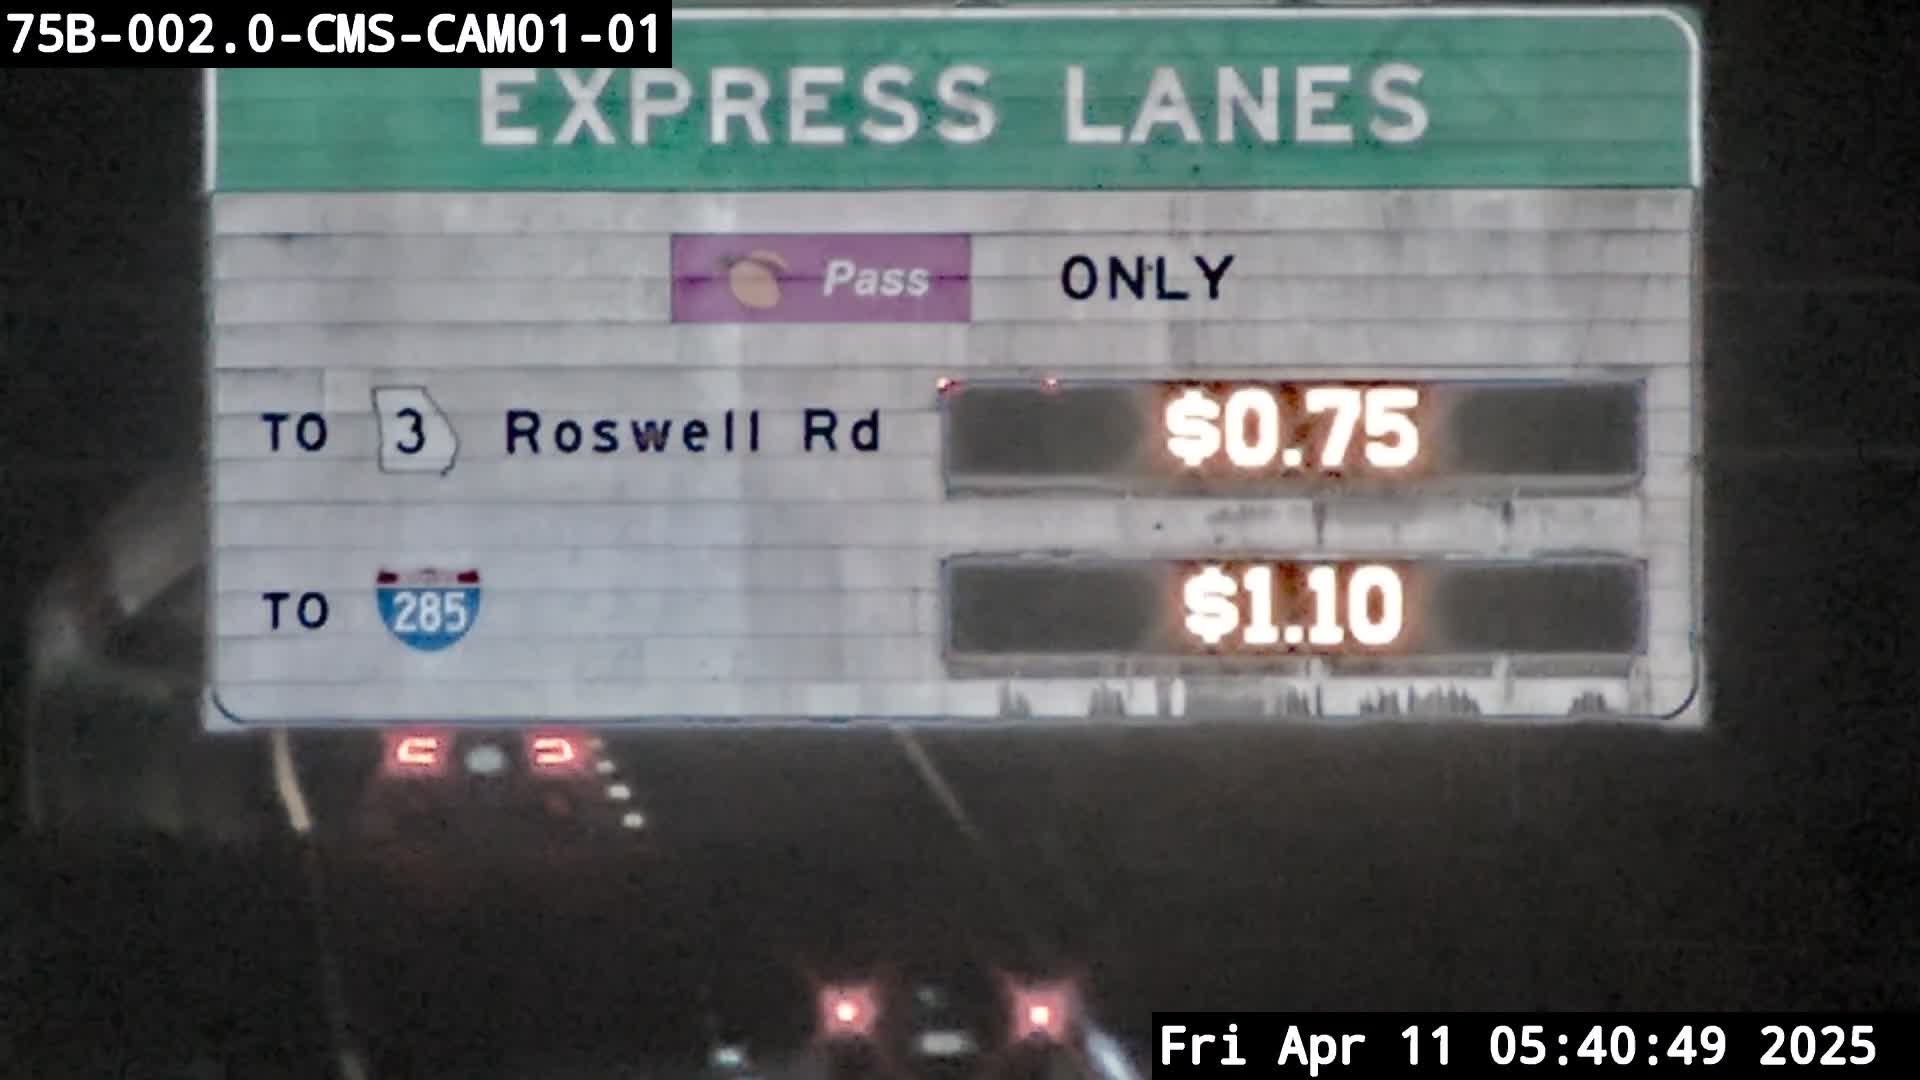 75B-002.0-CMS-CAM01-01
EXPRESS LANES
Pass ONLY
TO 3 Roswell Rd $0.75
TO 285 $1.10
Fri Apr 11 05:40:49 2025